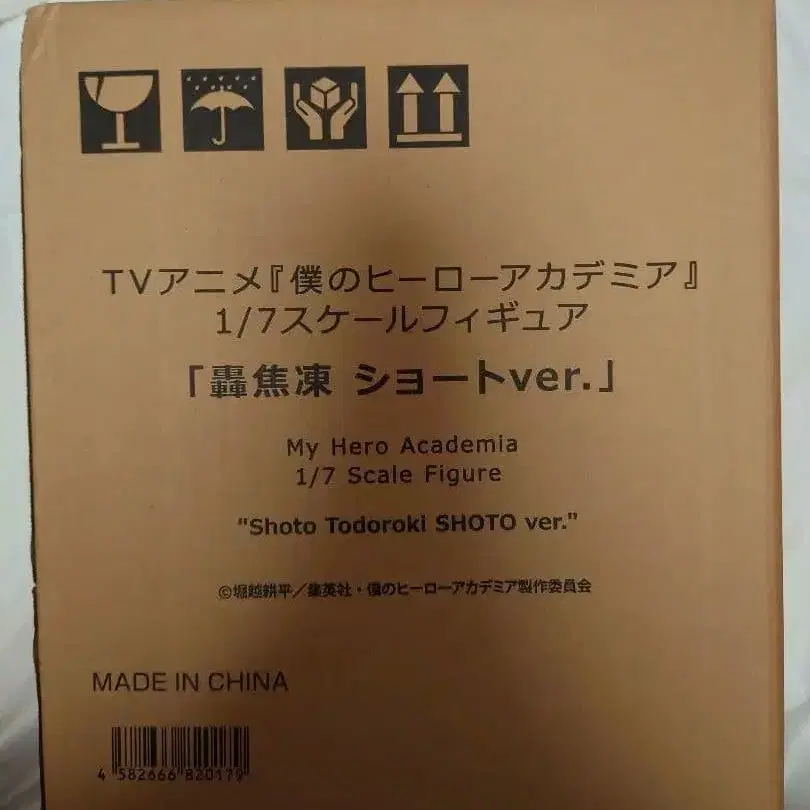 TVアニメ『僕のヒーローアカデミア』
1/7スケールフィギュア
「轟焦凍 ショートver.」
My Hero Academia
1/7 Scale Figure
"Shoto Todoroki SHOTO ver."
©堀越耕平／集英社・僕のヒーローアカデミア製作委員会
MADE IN CHINA
4 582666 820179